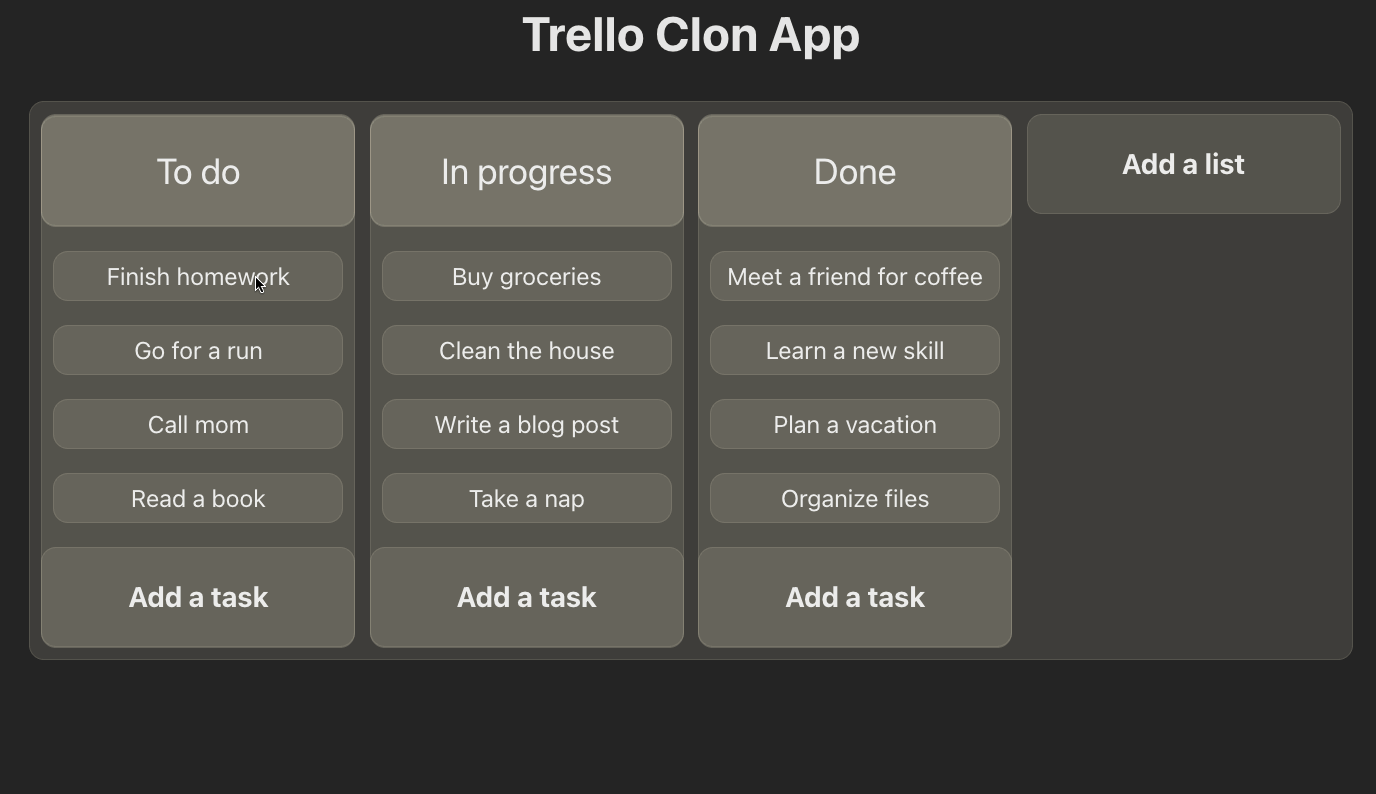 Trello Clon App
To do
Finish homework
Go for a run
Call mom
Read a book
Add a task
In progress
Buy groceries
Clean the house
Write a blog post
Take a nap
Add a task
Done
Meet a friend for coffee
Learn a new skill
Plan a vacation
Organize files
Add a task
Add a list